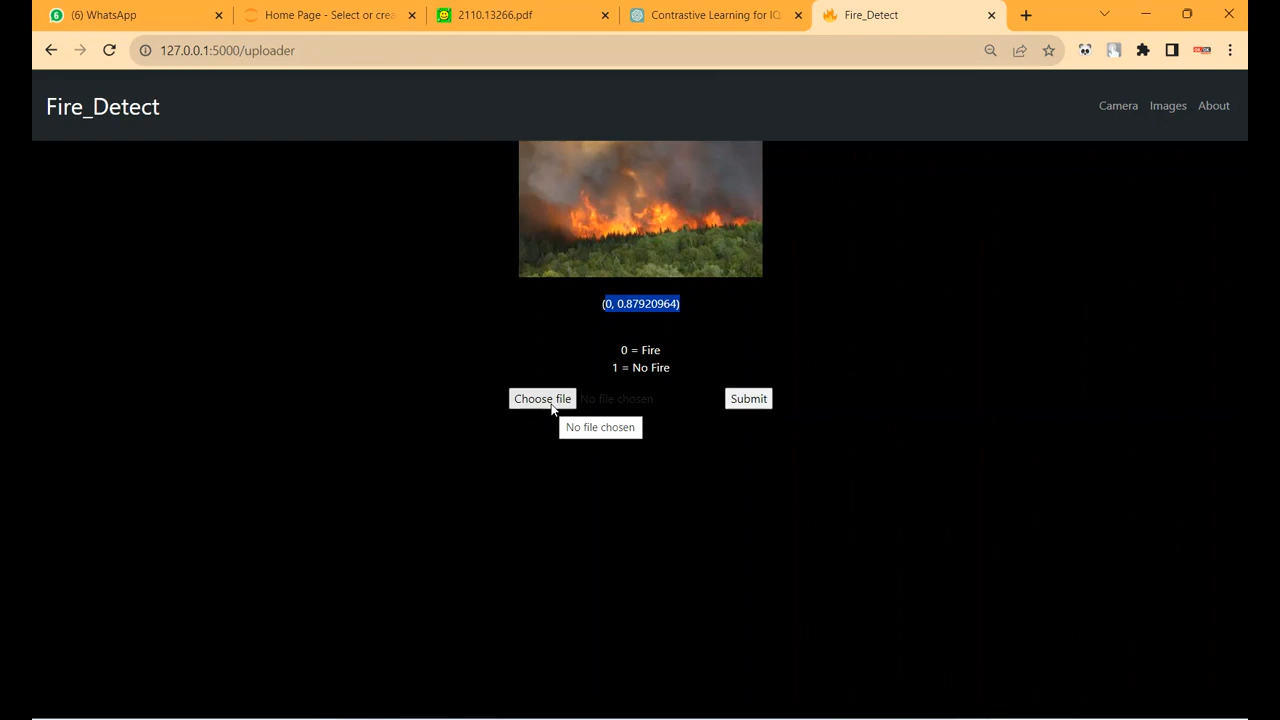 (6) WhatsApp
Home Page - Select or crea
2110.13266.pdf
Contrastive Learning for IQ
Fire_Detect
127.0.0.1:5000/uploader
Fire_Detect
Camera Images About
(0, 0.87920964)
0 = Fire
1 = No Fire
Choose file No file chosen Submit
No file chosen